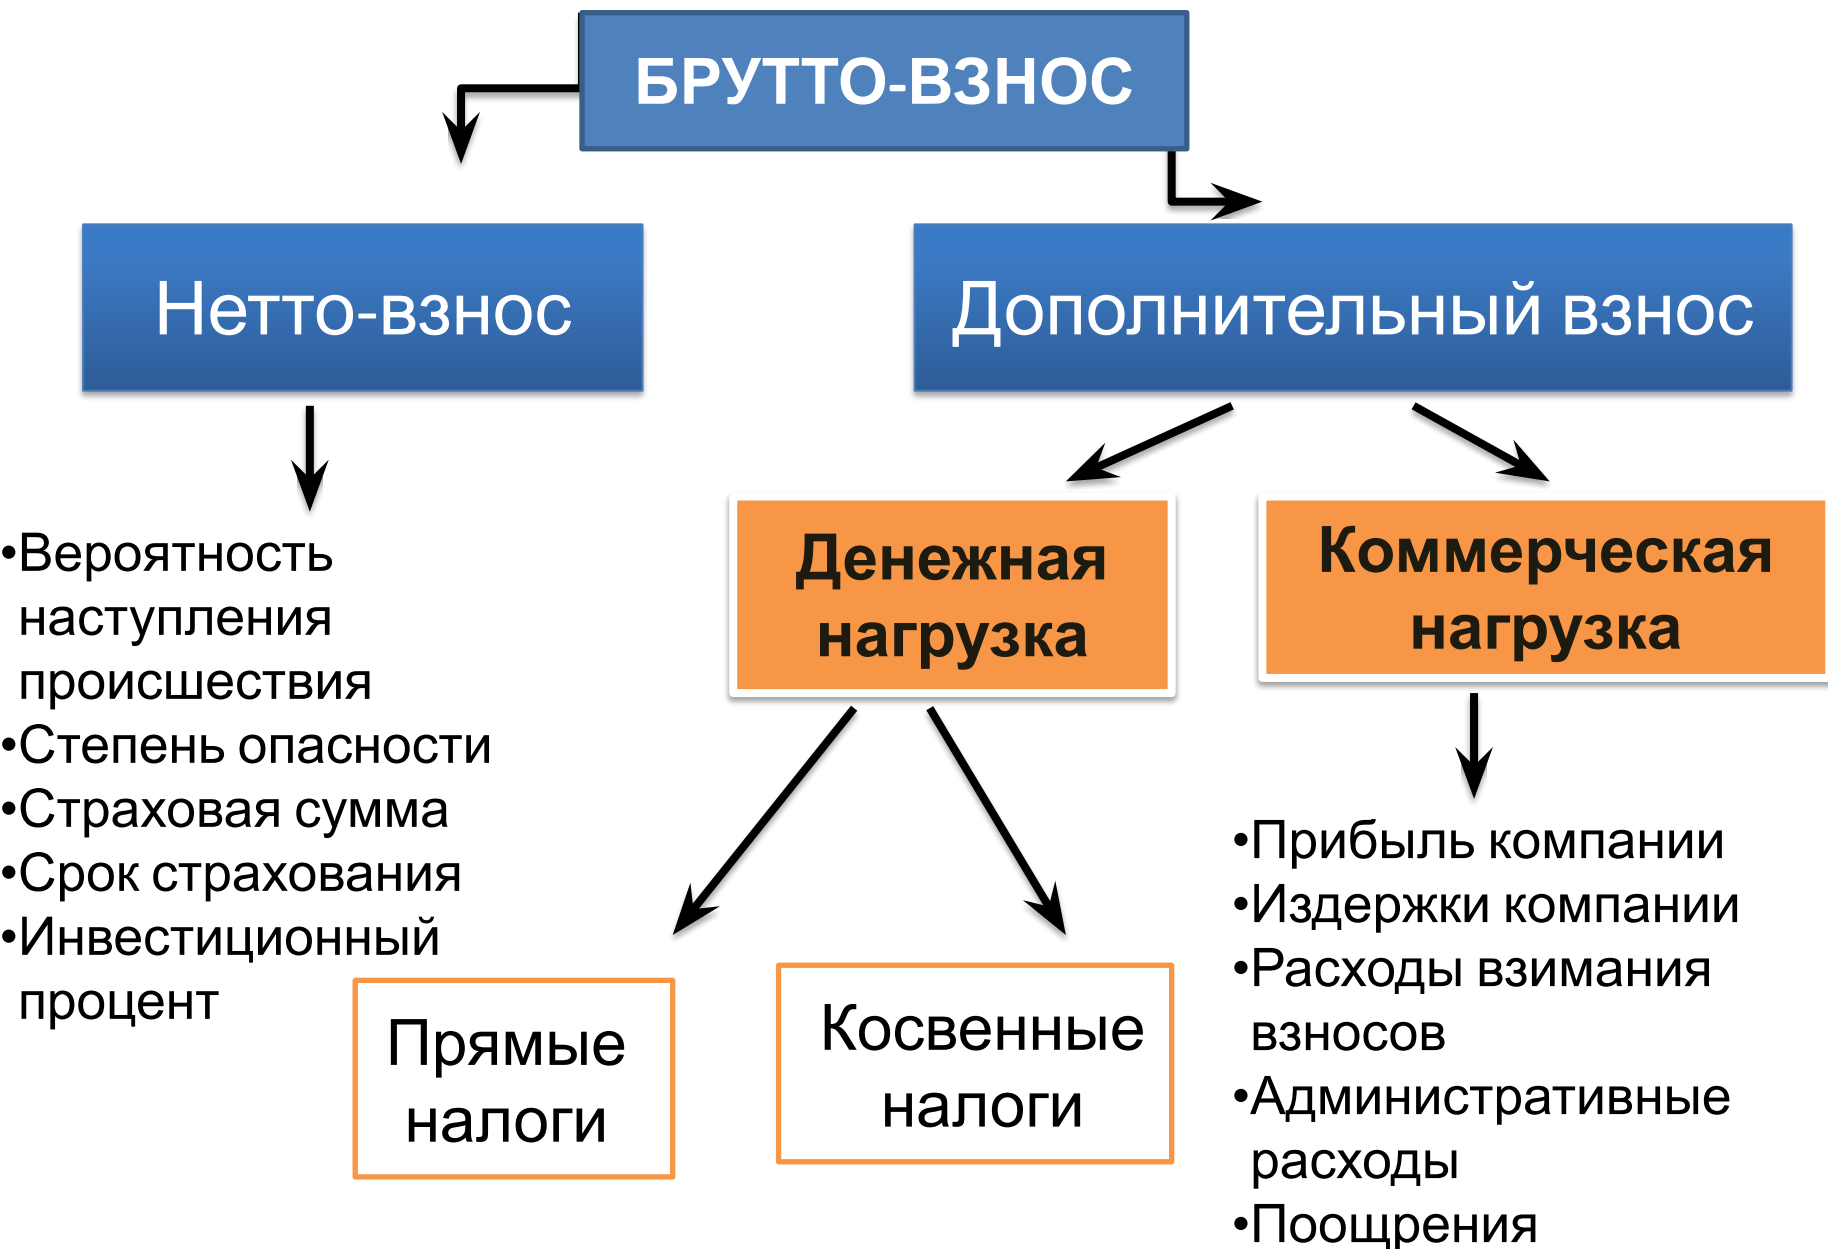 БРУТТО-ВЗНОС
Нетто-взнос
Дополнительный взнос
•Вероятность
наступления
происшествия
•Степень опасности
•Страховая сумма
•Срок страхования
•Инвестиционный
процент
Денежная
нагрузка
Коммерческая
нагрузка
Прямые
налоги
Косвенные
налоги
•Прибыль компании
•Издержки компании
•Расходы взимания
взносов
•Административные
расходы
•Поощрения